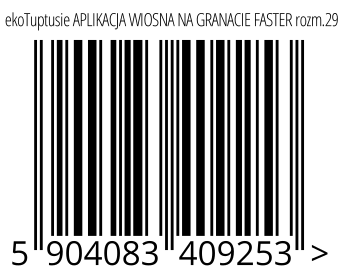 ekoTuptusie APLIKACJA WIOSNA NA GRANACIE FASTER rozm.29
5 904083 409253 >